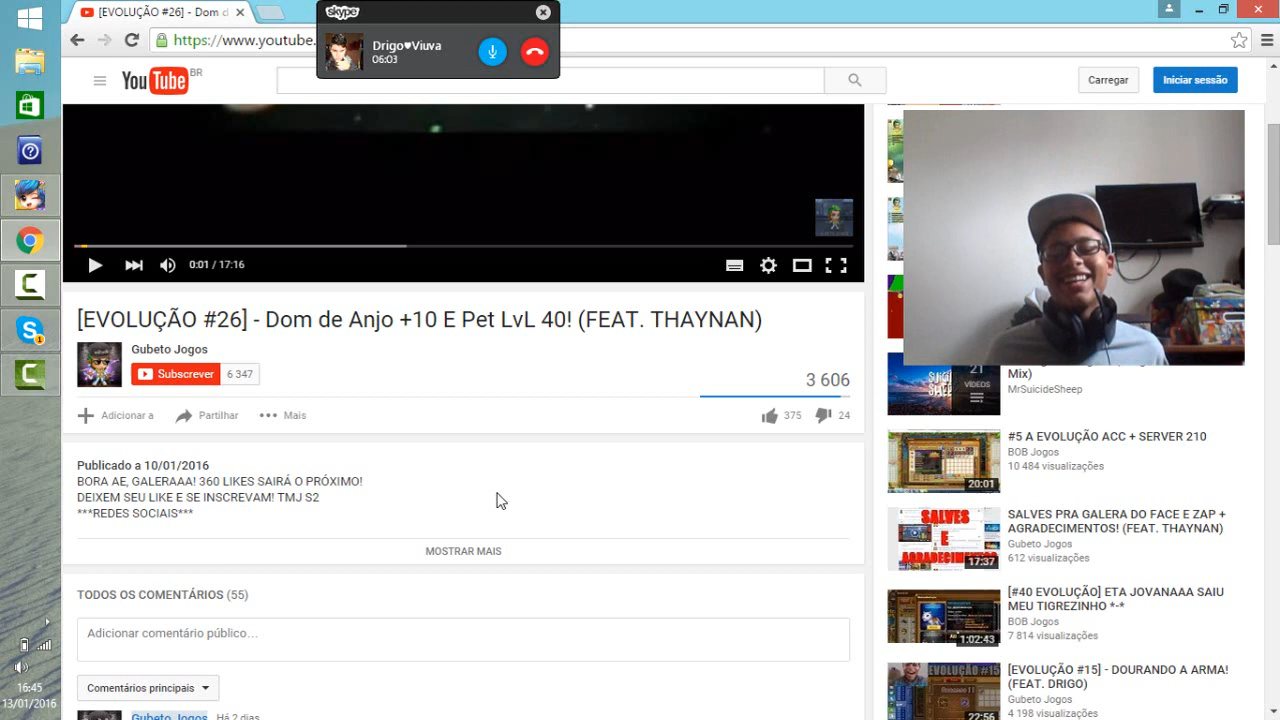 [EVOLUÇÃO #26] - Dom d
skype
Drigo♥Viuva
06:03
https://www.youtube.
YouTube BR
Carregar
Iniciar sessão
0:01 / 17:16
[EVOLUÇÃO #26] - Dom de Anjo +10 E Pet LvL 40! (FEAT. THAYNAN)
Gubeto Jogos
Subscrever 6 347
3 606
Adicionar a Partilhar Mais
375 24
Publicado a 10/01/2016
BORA AE, GALERAAA! 360 LIKES SAIRÁ O PRÓXIMO!
DEIXEM SEU LIKE E SE INSCREVAM! TMJ S2
***REDES SOCIAIS***
MOSTRAR MAIS
TODOS OS COMENTÁRIOS (55)
Adicionar comentário público...
Comentários principais
Gubeto Jogos Há 2 dias
21
VÍDEOS
Mix)
MrSuicideSheep
20:01
#5 A EVOLUÇÃO ACC + SERVER 210
BOB Jogos
10 484 visualizações
SALVES
E
17:37
SALVES PRA GALERA DO FACE E ZAP +
AGRADECIMENTOS! (FEAT. THAYNAN)
Gubeto Jogos
612 visualizações
1:02:43
[#40 EVOLUÇÃO] ETA JOVANAAA SAIU
MEU TIGREZINHO *-*
BOB Jogos
7 814 visualizações
EVOLUÇÃO #15
22:56
[EVOLUÇÃO #15] - DOURANDO A ARMA!
(FEAT. DRIGO)
Gubeto Jogos
4 198 visualizações
16:45
13/01/2016